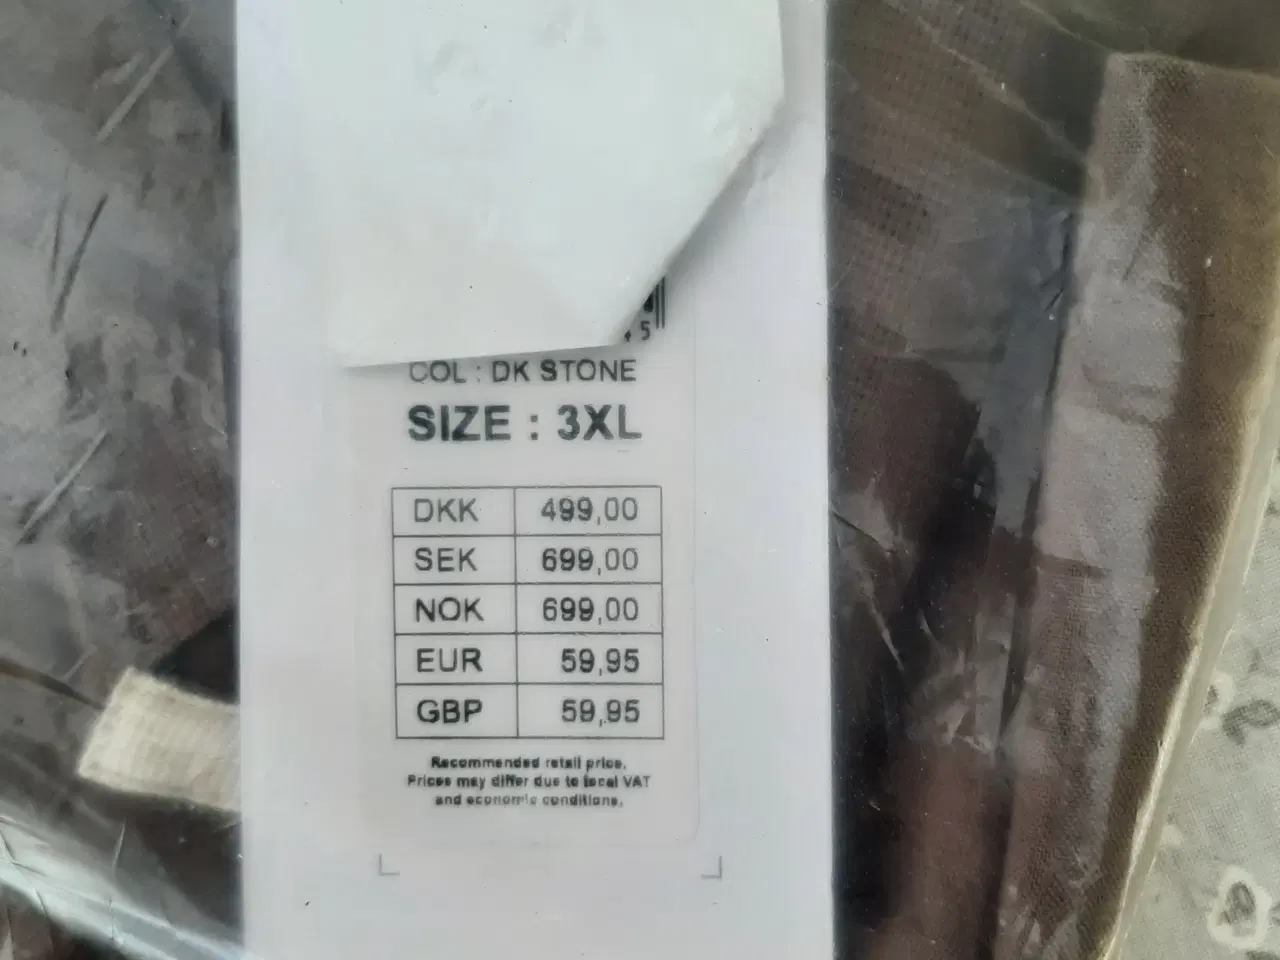 5
COL : DK STONE
SIZE : 3XL
DKK 499,00
SEK 699,00
NOK 699,00
EUR 59,95
GBP 59,95
Recommended retail price.
Prices may differ due to local VAT
and economic conditions.